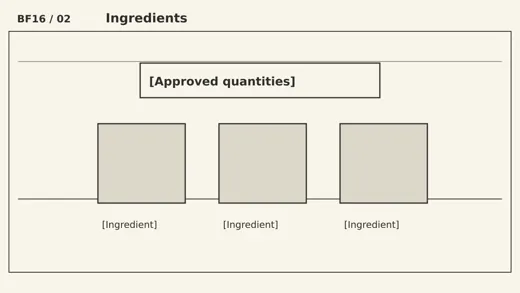 BF16 / 02 Ingredients
[Approved quantities]
[Ingredient] [Ingredient] [Ingredient]